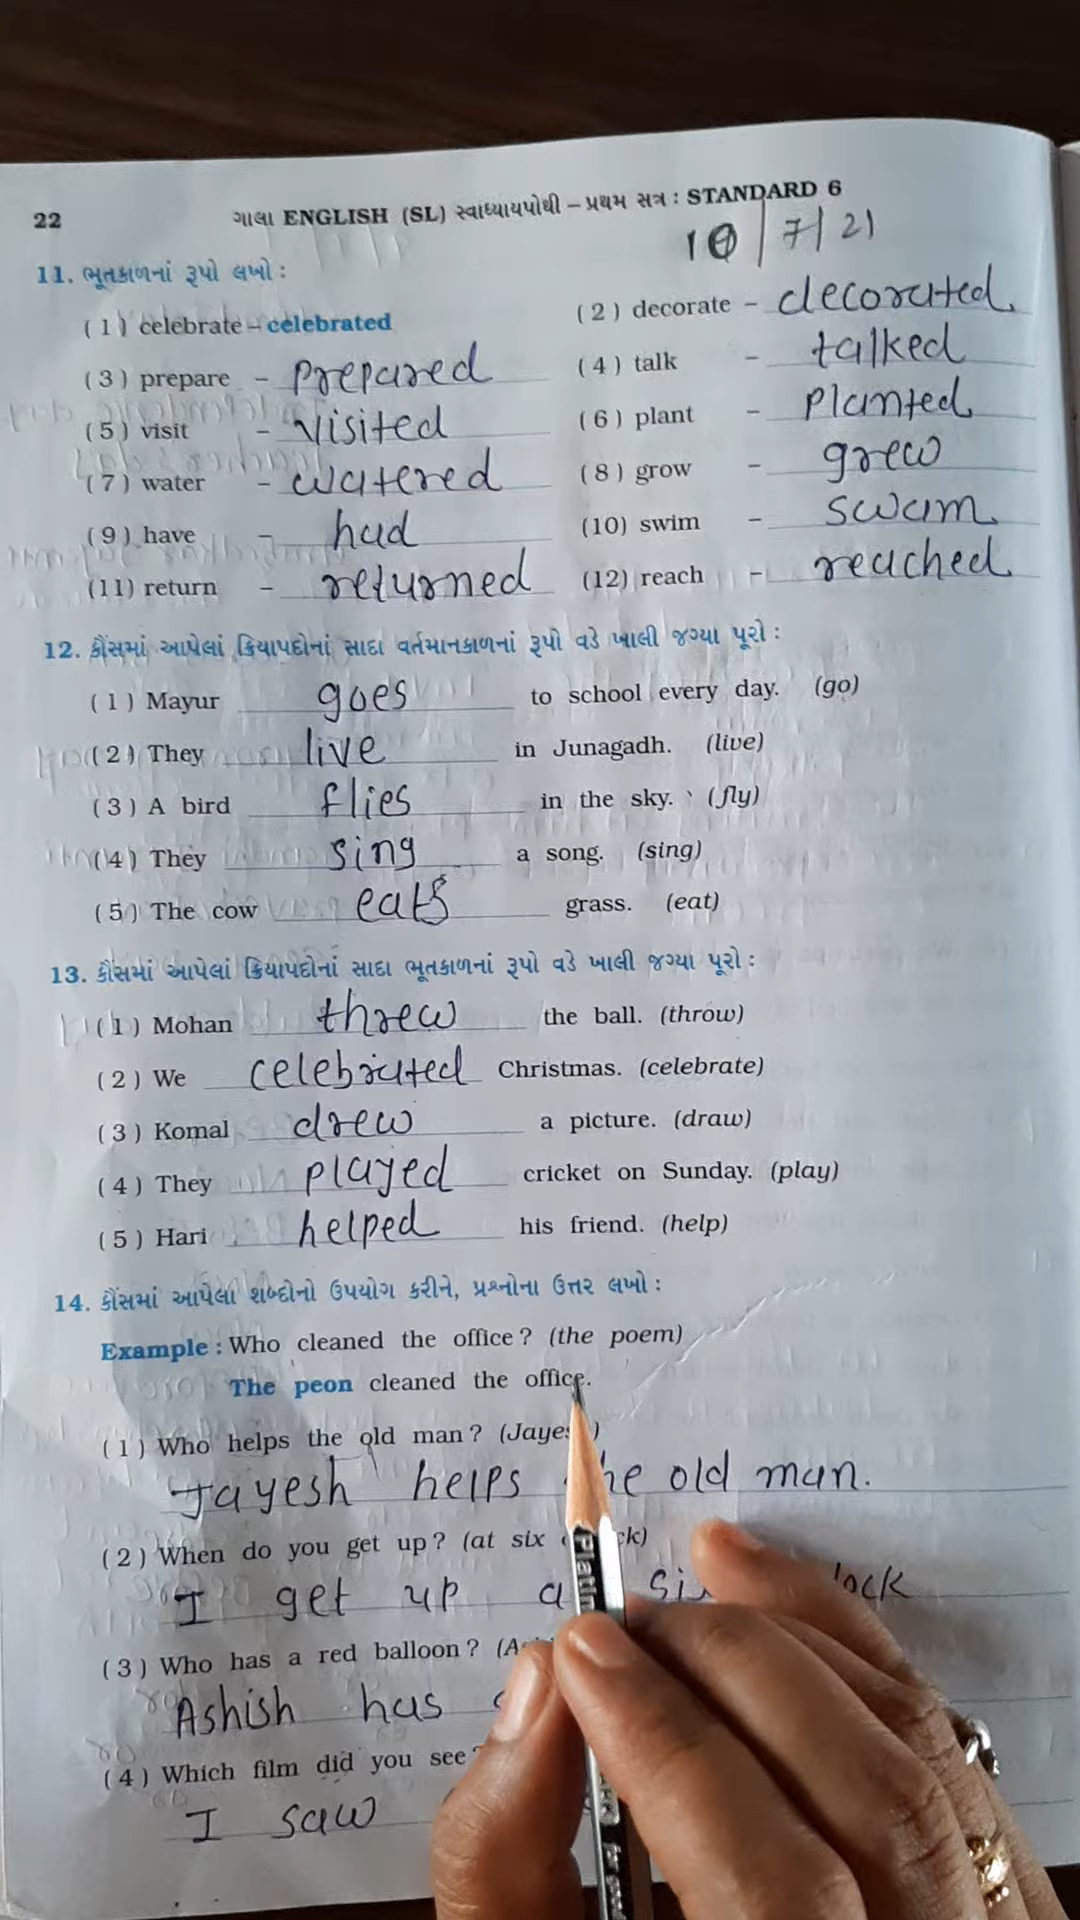 22 ગાલા ENGLISH (SL) સ્વાધ્યાયપોથી – પ્રથમ સત્ર : STANDARD 6
10/7/21
11. ભૂતકાળનાં રૂપો લખો :
(1) celebrate – celebrated (2) decorate – decorated
(3) prepare – prepared (4) talk – talked
(5) visit – visited (6) plant – planted
(7) water – watered (8) grow – grew
(9) have – had (10) swim – swam
(11) return – returned (12) reach – reached
12. કૌંસમાં આપેલાં ક્રિયાપદોનાં સાદા વર્તમાનકાળનાં રૂપો વડે ખાલી જગ્યા પૂરો :
(1) Mayur goes to school every day. (go)
(2) They live in Junagadh. (live)
(3) A bird flies in the sky. (fly)
(4) They sing a song. (sing)
(5) The cow eats grass. (eat)
13. કૌંસમાં આપેલાં ક્રિયાપદોનાં સાદા ભૂતકાળનાં રૂપો વડે ખાલી જગ્યા પૂરો :
(1) Mohan threw the ball. (throw)
(2) We celebrated Christmas. (celebrate)
(3) Komal drew a picture. (draw)
(4) They played cricket on Sunday. (play)
(5) Hari helped his friend. (help)
14. કૌંસમાં આપેલા શબ્દોનો ઉપયોગ કરીને, પ્રશ્નોના ઉત્તર લખો :
Example : Who cleaned the office? (the poem)
The peon cleaned the office.
(1) Who helps the old man?
Jayesh helps the old man.
(2) When do you get up? (at six
I get up
(3) Who has a red balloon?
Ashish has
(4) Which film did you see
I saw